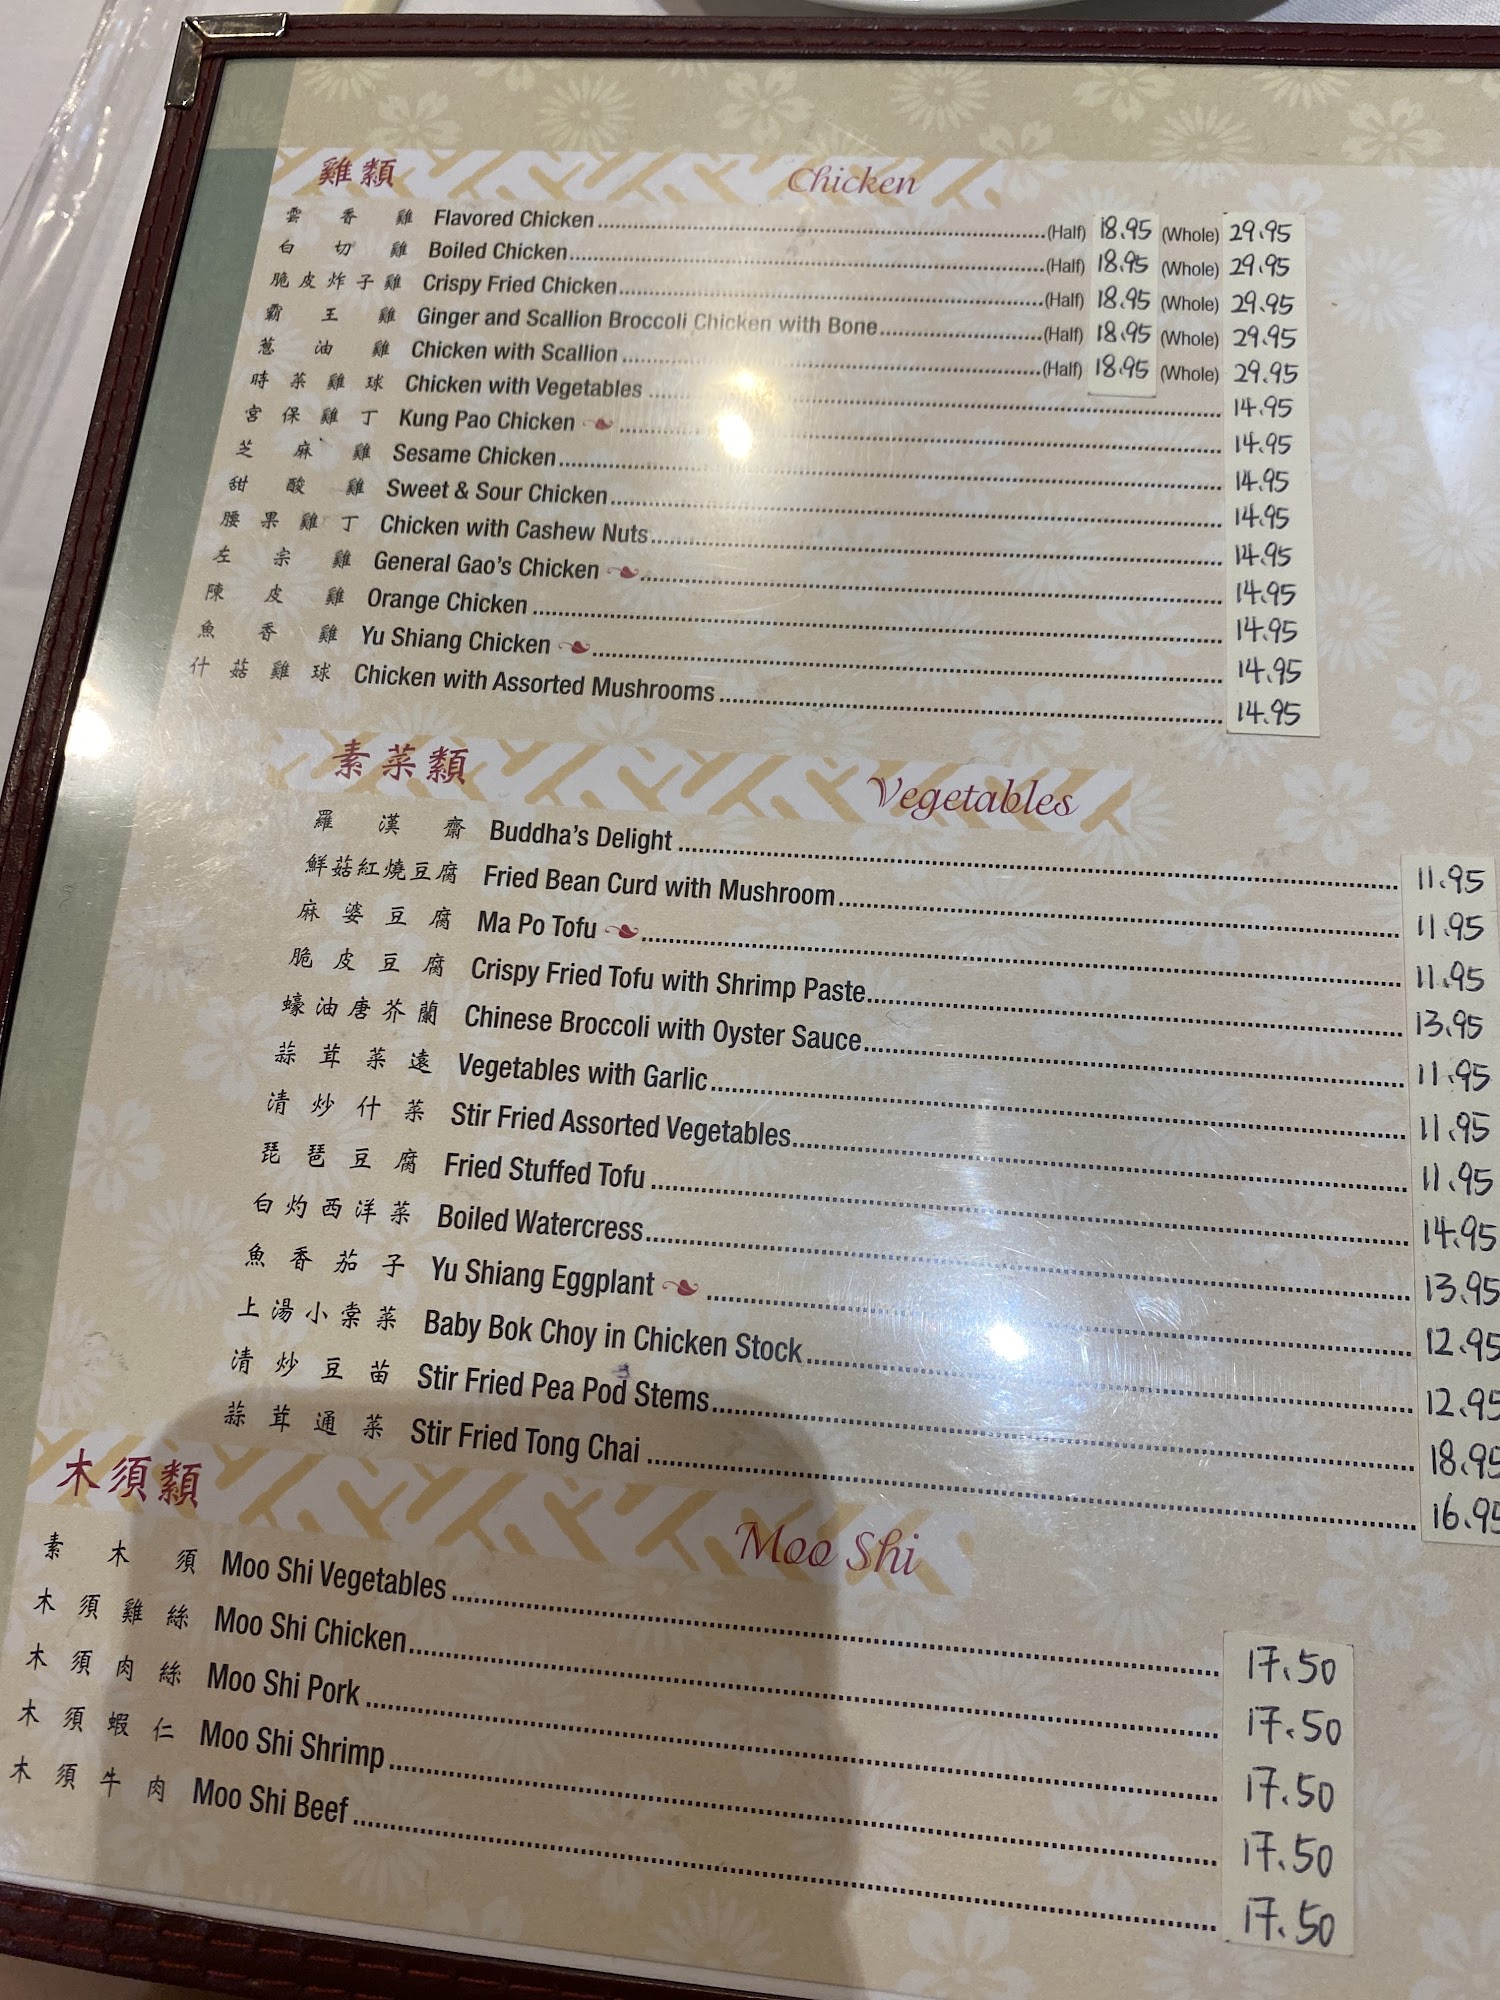 雞類 Chicken
雲香雞 Flavored Chicken (Half) 18.95 (Whole) 29.95
白切雞 Boiled Chicken (Half) 18.95 (Whole) 29.95
脆皮炸子雞 Crispy Fried Chicken (Half) 18.95 (Whole) 29.95
霸王雞 Ginger and Scallion Broccoli Chicken with Bone (Half) 18.95 (Whole) 29.95
蔥油雞 Chicken with Scallion (Half) 18.95 (Whole) 29.95
時菜雞球 Chicken with Vegetables 14.95
宮保雞丁 Kung Pao Chicken 14.95
芝麻雞 Sesame Chicken 14.95
甜酸雞 Sweet & Sour Chicken 14.95
腰果雞丁 Chicken with Cashew Nuts 14.95
左宗雞 General Gao's Chicken 14.95
陳皮雞 Orange Chicken 14.95
魚香雞 Yu Shiang Chicken 14.95
什菇雞球 Chicken with Assorted Mushrooms 14.95
素菜類 Vegetables
羅漢齋 Buddha's Delight 11.95
鮮菇紅燒豆腐 Fried Bean Curd with Mushroom 11.95
麻婆豆腐 Ma Po Tofu 11.95
脆皮豆腐 Crispy Fried Tofu with Shrimp Paste 13.95
蠔油唐芥蘭 Chinese Broccoli with Oyster Sauce 11.95
蒜茸菜遠 Vegetables with Garlic 11.95
清炒什菜 Stir Fried Assorted Vegetables 11.95
琵琶豆腐 Fried Stuffed Tofu 14.95
白灼西洋菜 Boiled Watercress 13.95
魚香茄子 Yu Shiang Eggplant 12.95
上湯小棠菜 Baby Bok Choy in Chicken Stock 12.95
清炒豆苗 Stir Fried Pea Pod Stems 18.95
蒜茸通菜 Stir Fried Tong Chai 16.95
木須類 Moo Shi
素木須 Moo Shi Vegetables 17.50
木須雞絲 Moo Shi Chicken 17.50
木須肉絲 Moo Shi Pork 17.50
木須蝦仁 Moo Shi Shrimp 17.50
木須牛肉 Moo Shi Beef 17.50